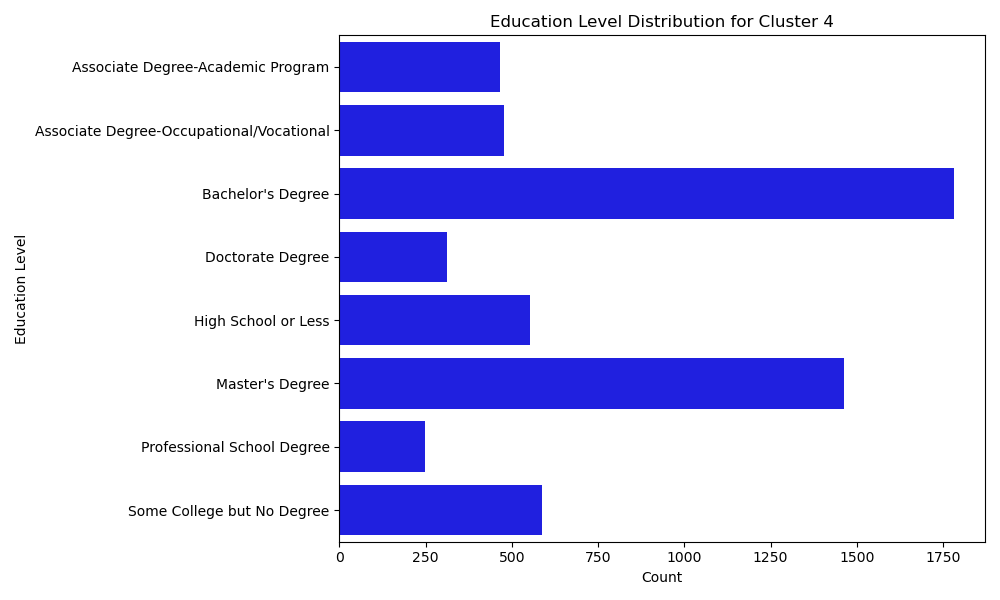 Education Level Distribution for Cluster 4
Associate Degree-Academic Program
Associate Degree-Occupational/Vocational
Bachelor's Degree
Doctorate Degree
High School or Less
Master's Degree
Professional School Degree
Some College but No Degree
Education Level
0 250 500 750 1000 1250 1500 1750
Count